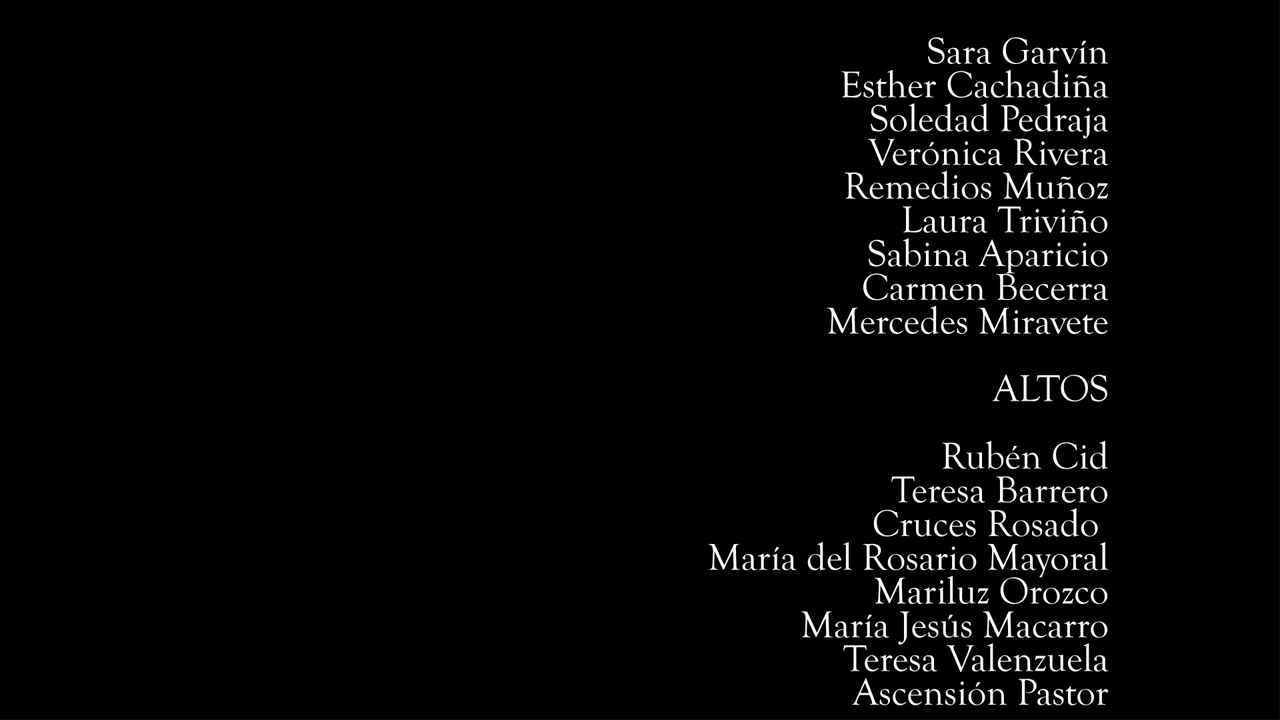 Sara Garvín
Esther Cachadiña
Soledad Pedraja
Verónica Rivera
Remedios Muñoz
Laura Triviño
Sabina Aparicio
Carmen Becerra
Mercedes Miravete
ALTOS
Rubén Cid
Teresa Barrero
Cruces Rosado
María del Rosario Mayoral
Mariluz Orozco
María Jesús Macarro
Teresa Valenzuela
Ascensión Pastor